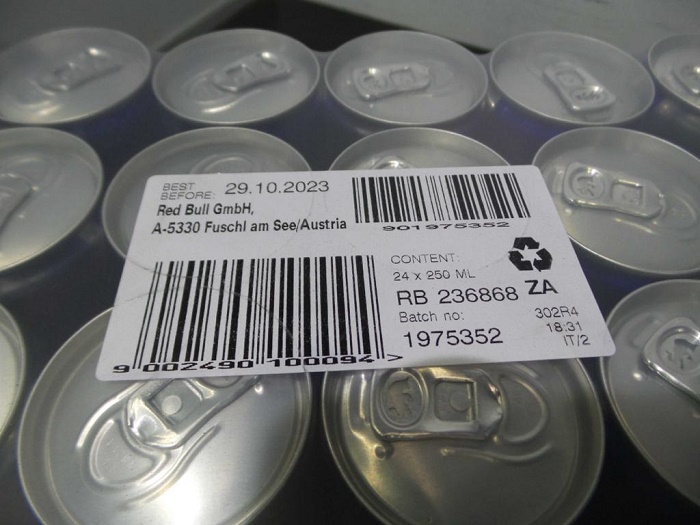 BEST
BEFORE: 29.10.2023
Red Bull GmbH,
A-5330 Fuschl am See/Austria
901975352
CONTENT:
24 x 250 ML
RB 236868 ZA
Batch no:
1975352
302R4
18:31
IT/2
9 002490 100094 >